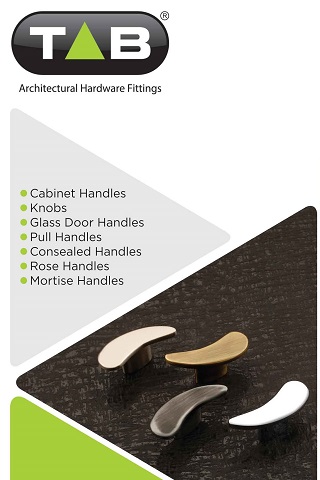 TAB®
Architectural Hardware Fittings
Cabinet Handles
Knobs
Glass Door Handles
Pull Handles
Consealed Handles
Rose Handles
Mortise Handles